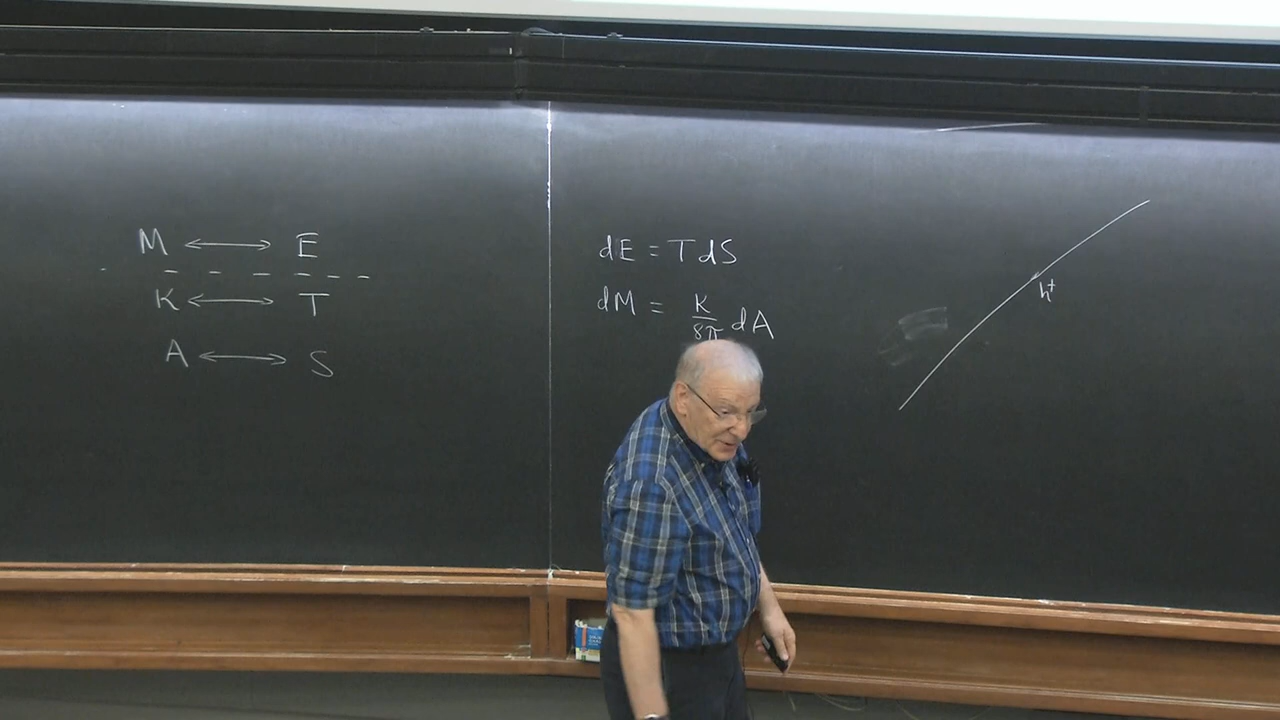 M ⟷ E
K ⟷ T
A ⟷ S
dE = TdS
dM = K/8π dA
h⁺